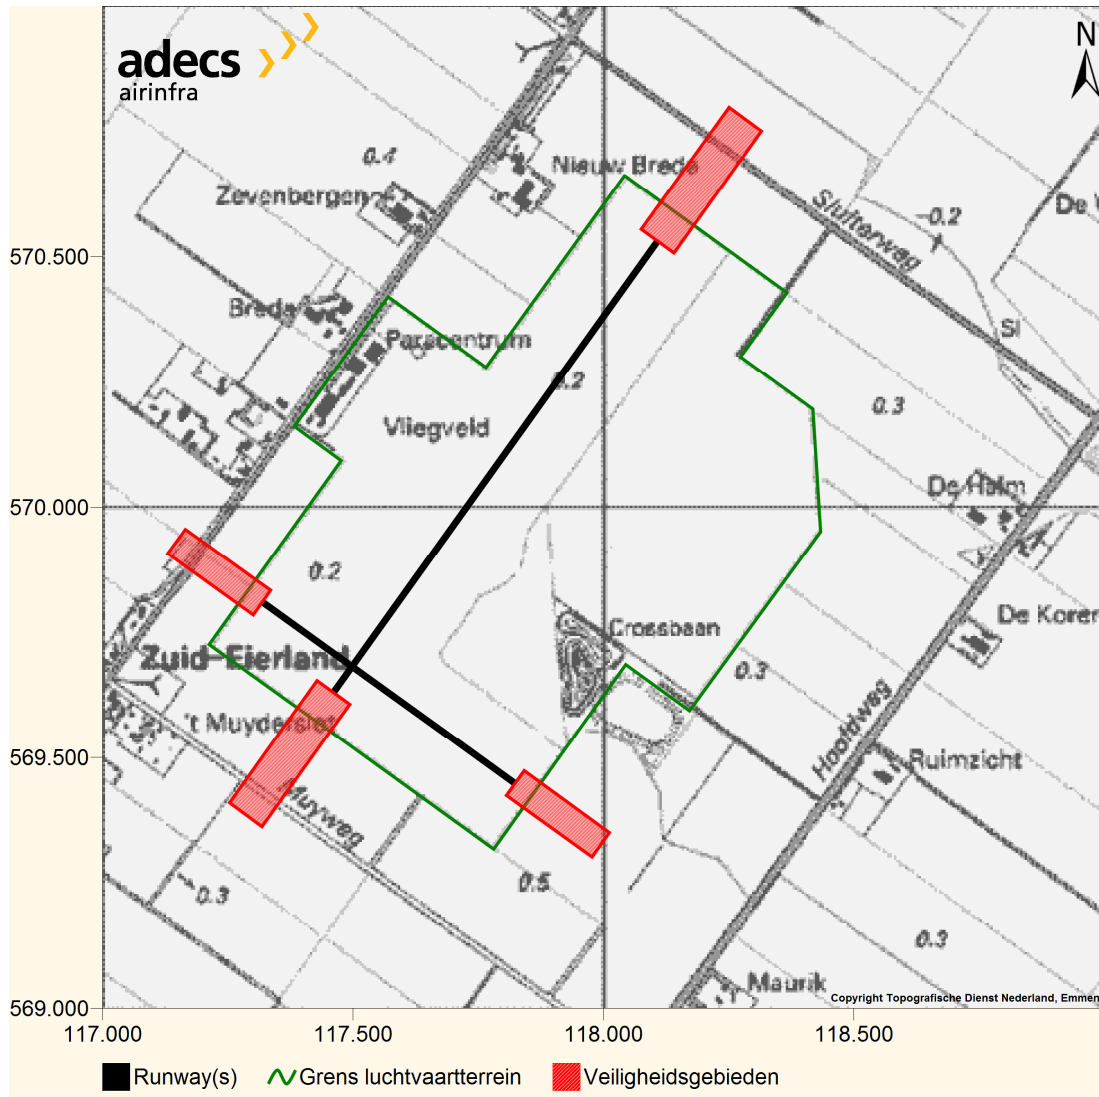 adecs
airinfra
N
0.4
Nieuw Breda
Zevenbergen
Stuiterweg
-0.2
De
570.500
Breda
Paracentrum
Sl
0.2
0.3
Vliegveld
De Halm
570.000
0.2
De Koren
Crossbaan
Zuid-Eierland
0.3
't Muyderslot
Hoofdweg
569.500
Ruimzicht
Muyweg
0.5
0.3
0.3
Maurik
Copyright Topografische Dienst Nederland, Emmen
569.000
117.000
117.500
118.000
118.500
Runway(s)
Grens luchtvaartterrein
Veiligheidsgebieden